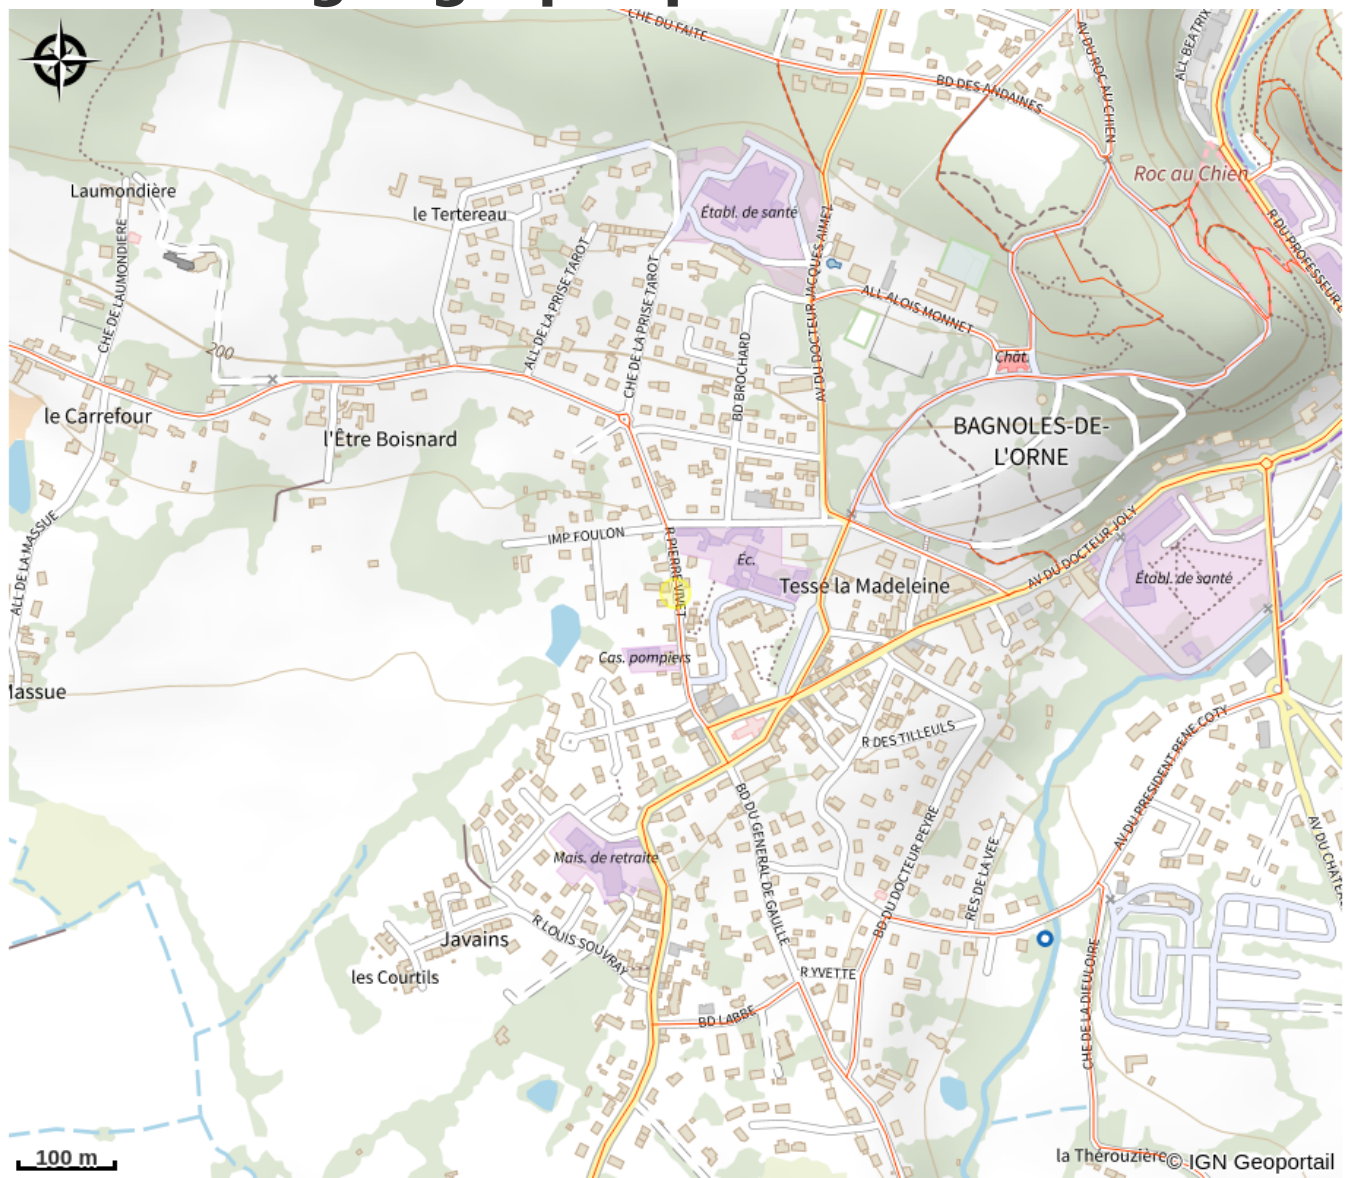 CHE DU FAITE
BD DES ANDAINES
AV DU ROC AU CHIEN
ALL BEATRIX
Roc au Chien
Laumondière
le Tertereau
Établ. de santé
R DU PROFESSEUR
CHE DE LAUMONDIERE
ALL DE LA PRISE TAROT
CHE DE LA PRISE TAROT
AV DU DOCTEUR JACQUES AIMEZ
ALL ALOIS MONNET
BD BROCHARD
200
Chât.
le Carrefour
l'Être Boisnard
BAGNOLES-DE-
L'ORNE
ALL DE LA MASSUE
IMP FOULON
R PIERRE VIVET
Éc.
Tesse la Madeleine
AV DU DOCTEUR JOLY
Établ. de santé
Cas. pompiers
Massue
R DES TILLEULS
AV DU PRESIDENT RENE COTY
BD DU GENERAL DE GAULLE
BD DU DOCTEUR PEYRE
RES DE LA VEE
AV DU CHATEAU
Mais. de retraite
R LOUIS SOUVRAY
Javains
les Courtils
R YVETTE
BD LABBE
CHE DE LA DIEULOIRE
la Thérouzière
100 m
© IGN Geoportail